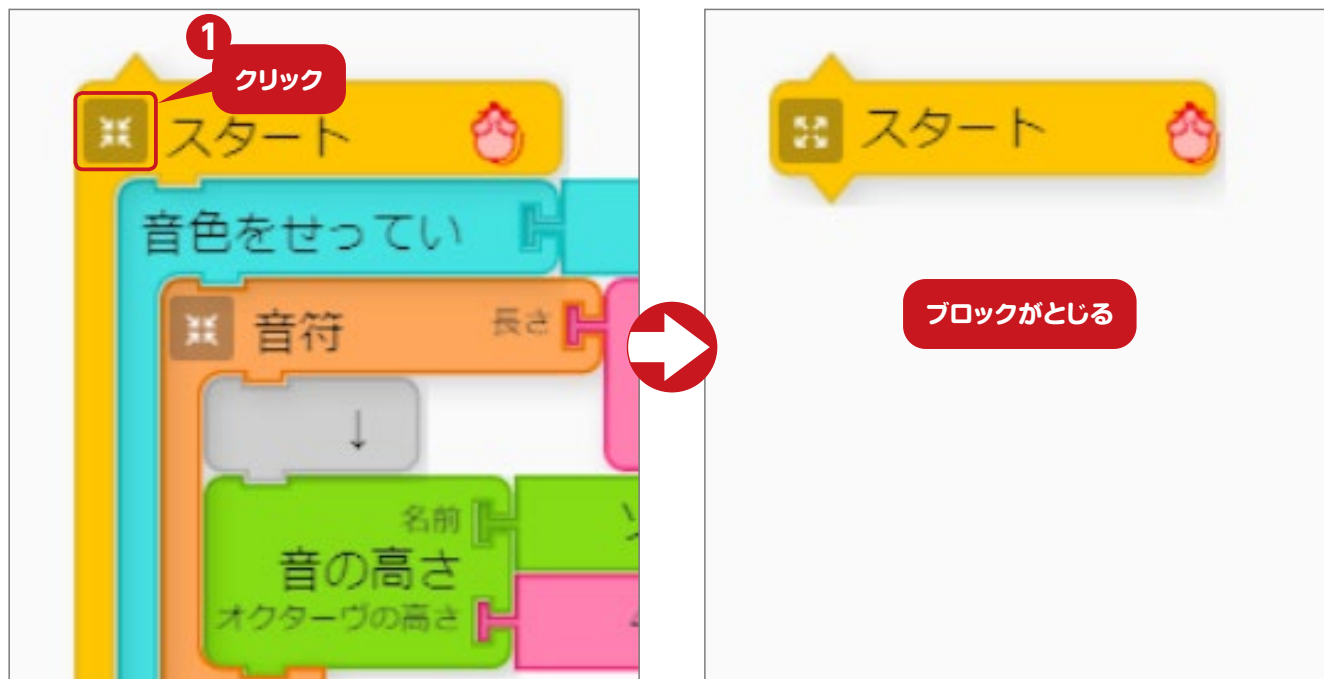 1
クリック
スタート
音色をせってい
音符
長さ
↓
名前
音の高さ
オクターヴの高さ
スタート
ブロックがとじる